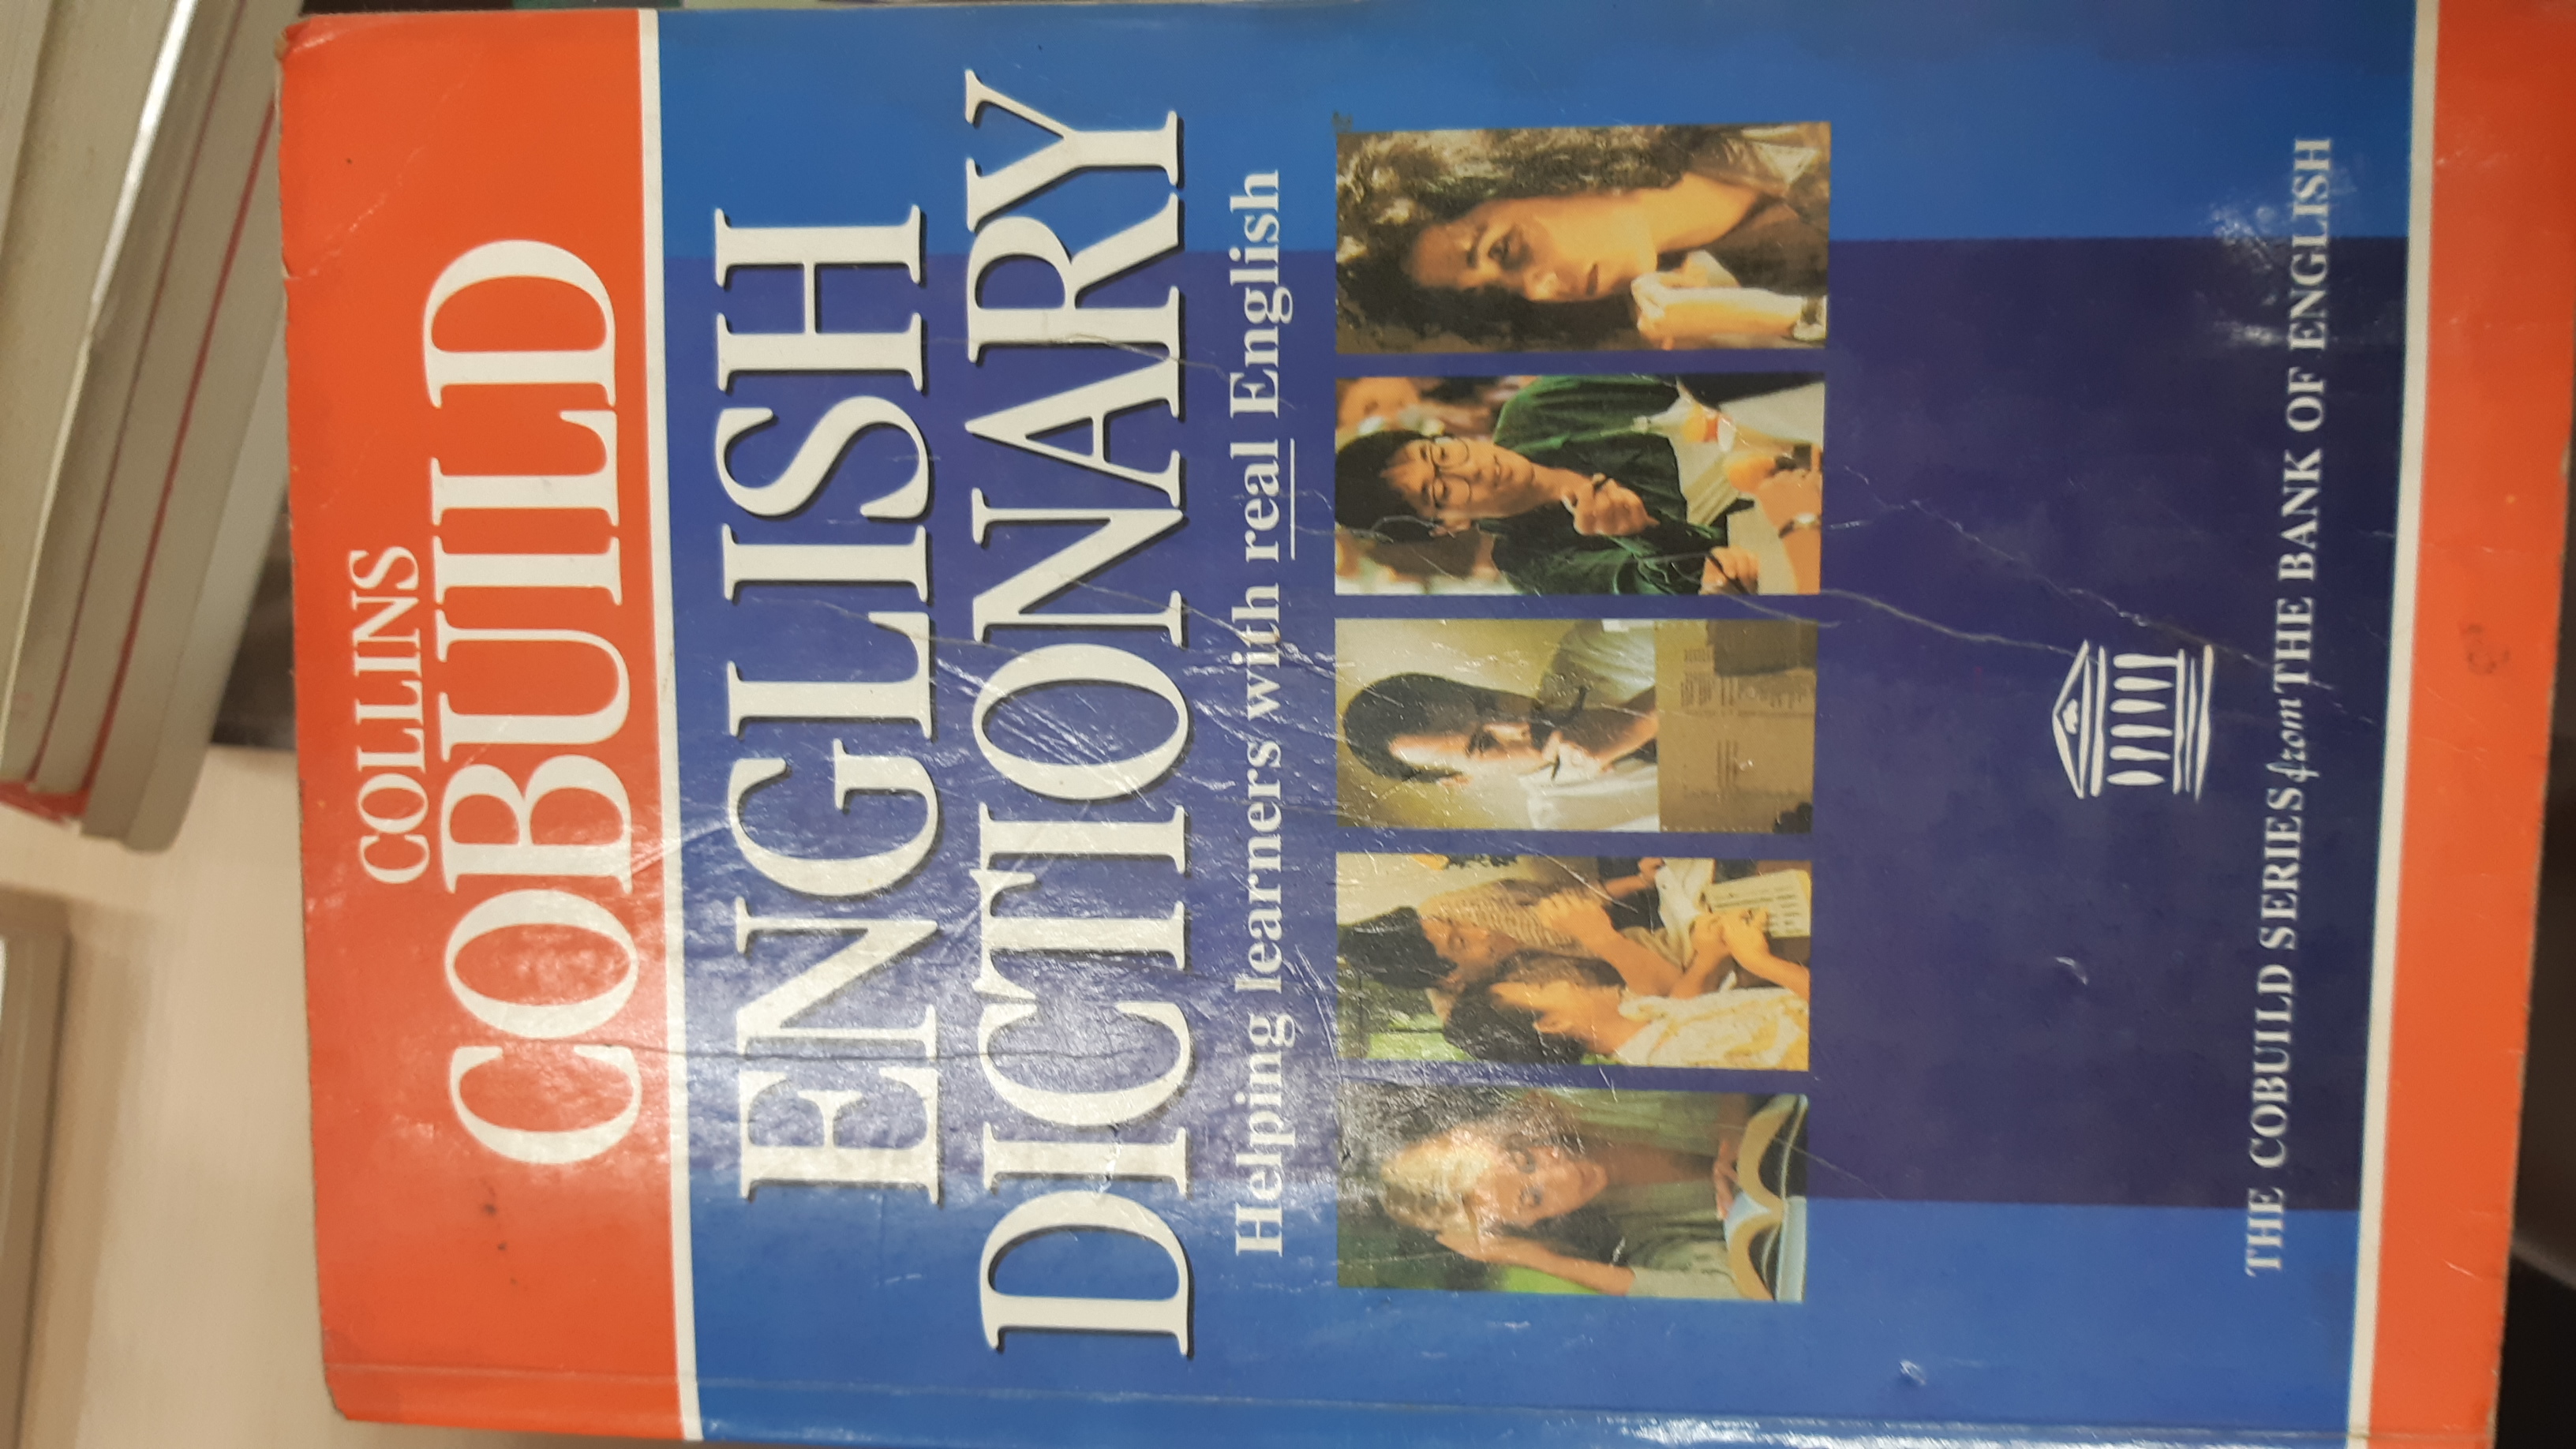 COLLINS
COBUILD
ENGLISH
DICTIONARY
Helping learners with real English
THE COBUILD SERIES from THE BANK OF ENGLISH